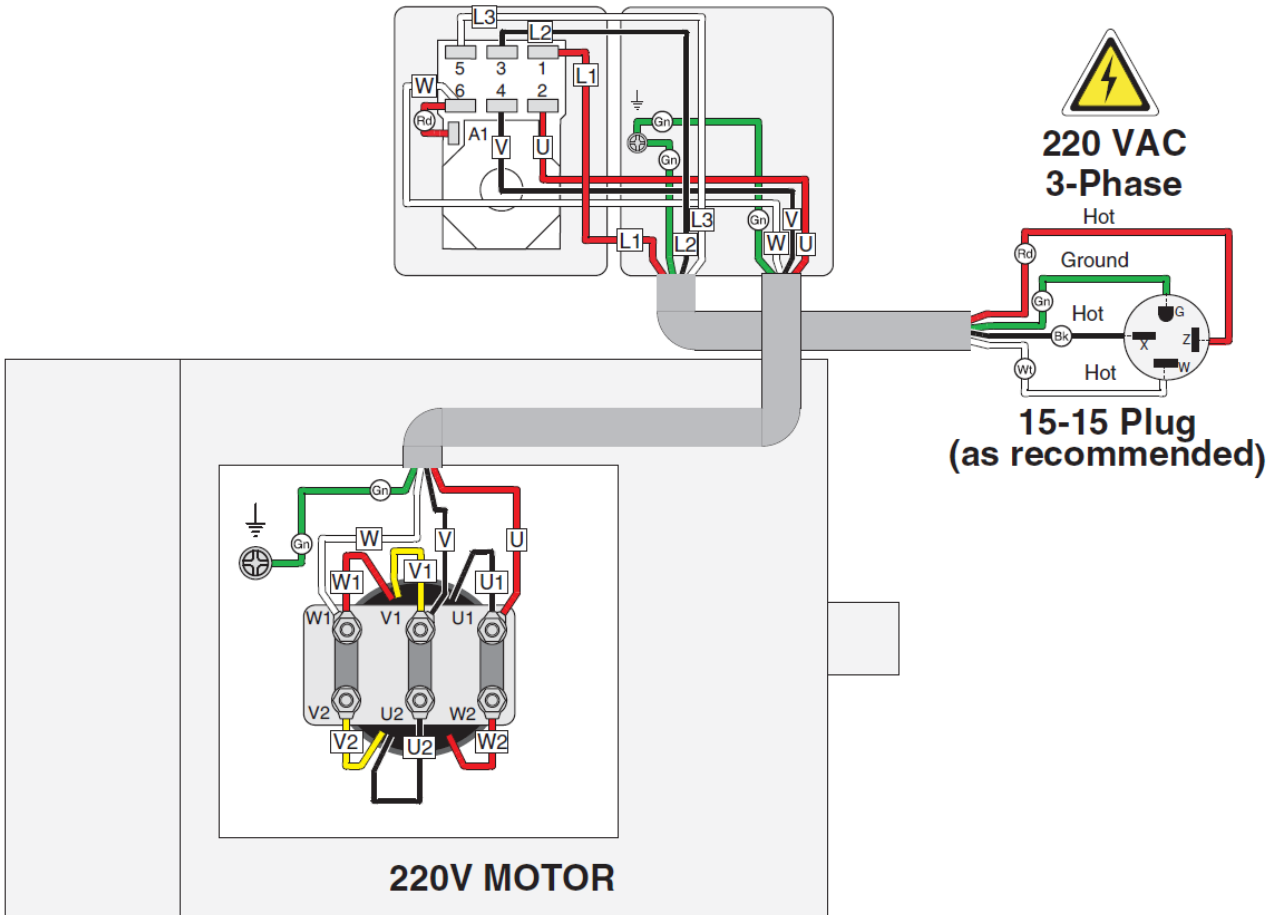 L3
L2
5 3 1
L1
W
6 4 2
Rd
A1
V
U
Gn
Gn
L1
L2
L3
Gn
W
V
U
220 VAC
3-Phase
Hot
Rd
Ground
Gn
Hot
Bk
Hot
Wt
G
X
Z
W
15-15 Plug
(as recommended)
Gn
Gn
W
V
U
W1
V1
U1
W1 V1 U1
V2 U2 W2
V2
U2
W2
220V MOTOR